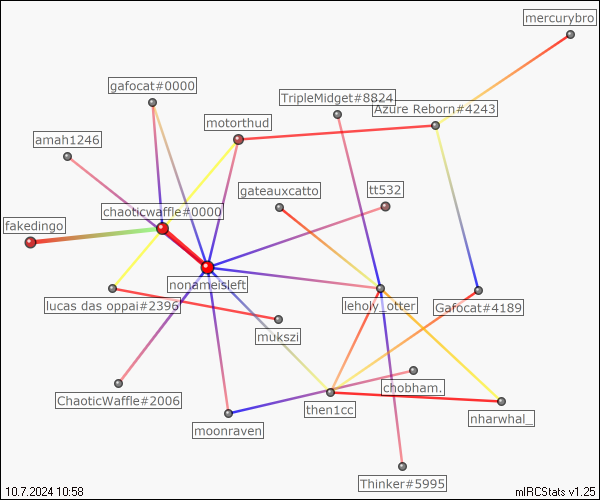 mercurybro
gafocat#0000
TripleMidget#8824
Azure Reborn#4243
motorthud
amah1246
gateauxcatto
tt532
chaoticwaffle#0000
fakedingo
nonameisleft
lucas das oppai#2396
leholy_otter
Gafocat#4189
mukszi
chobham.
ChaoticWaffle#2006
then1cc
nharwhal_
moonraven
Thinker#5995
10.7.2024 10:58
mIRCStats v1.25